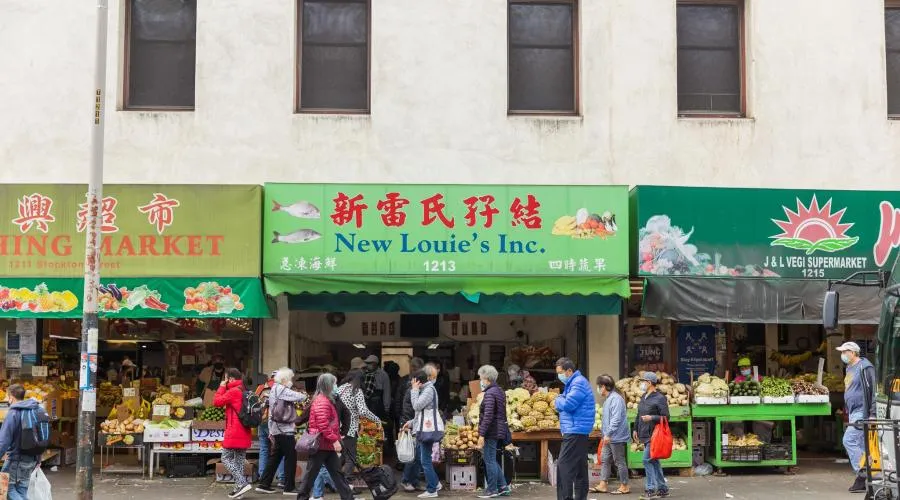 興超市
HING MARKET
1211 Stockton Street
新雷氏孖結
New Louie's Inc.
急凍海鮮
1213
四時蔬果
J & L VEGI SUPERMARKET
1215